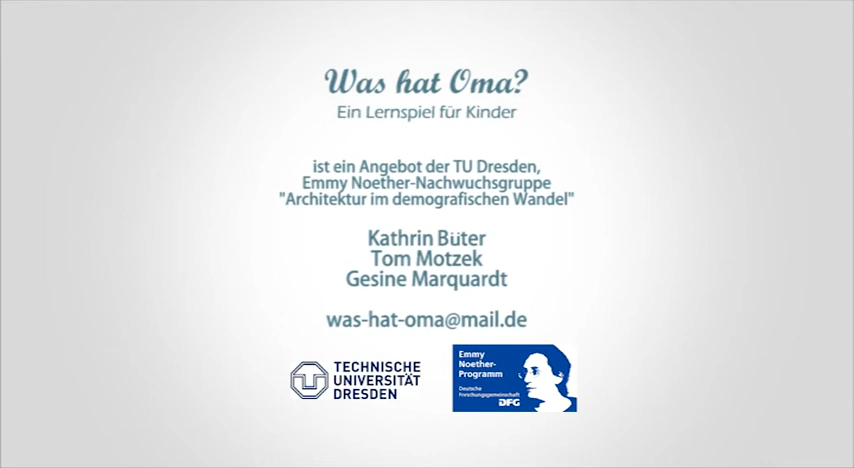 Was hat Oma?
Ein Lernspiel für Kinder
ist ein Angebot der TU Dresden,
Emmy Noether-Nachwuchsgruppe
"Architektur im demografischen Wandel"
Kathrin Büter
Tom Motzek
Gesine Marquardt
was-hat-oma@mail.de
TECHNISCHE
UNIVERSITÄT
DRESDEN
Emmy
Noether-
Programm
Deutsche
Forschungsgemeinschaft
DFG